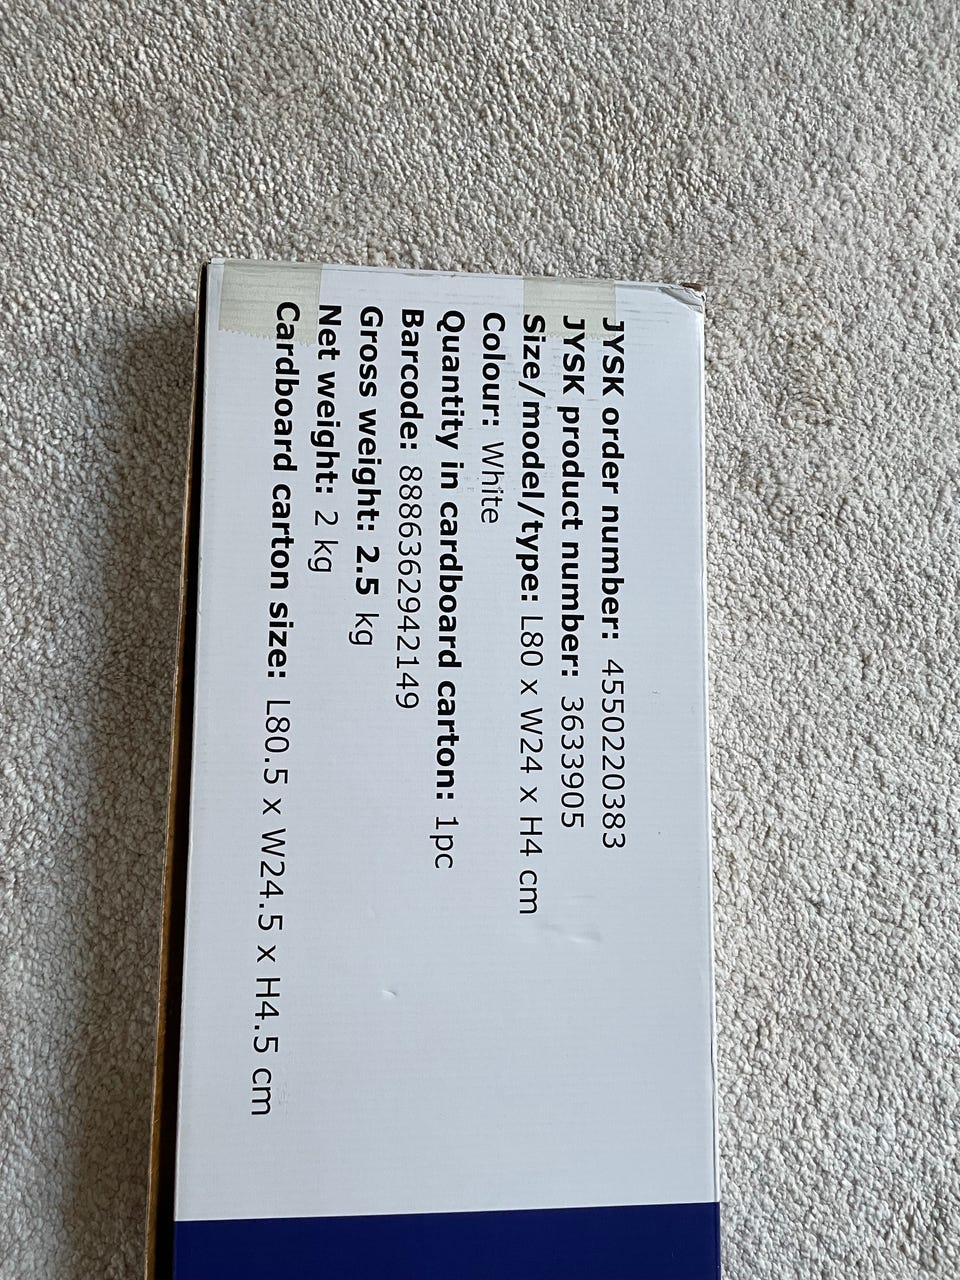 JYSK order number: 4550220383
JYSK product number: 3633905
Size/model/type: L80 x W24 x H4 cm
Colour: White
Quantity in cardboard carton: 1pc
Barcode: 8886362942149
Gross weight: 2.5 kg
Net weight: 2 kg
Cardboard carton size: L80.5 x W24.5 x H4.5 cm